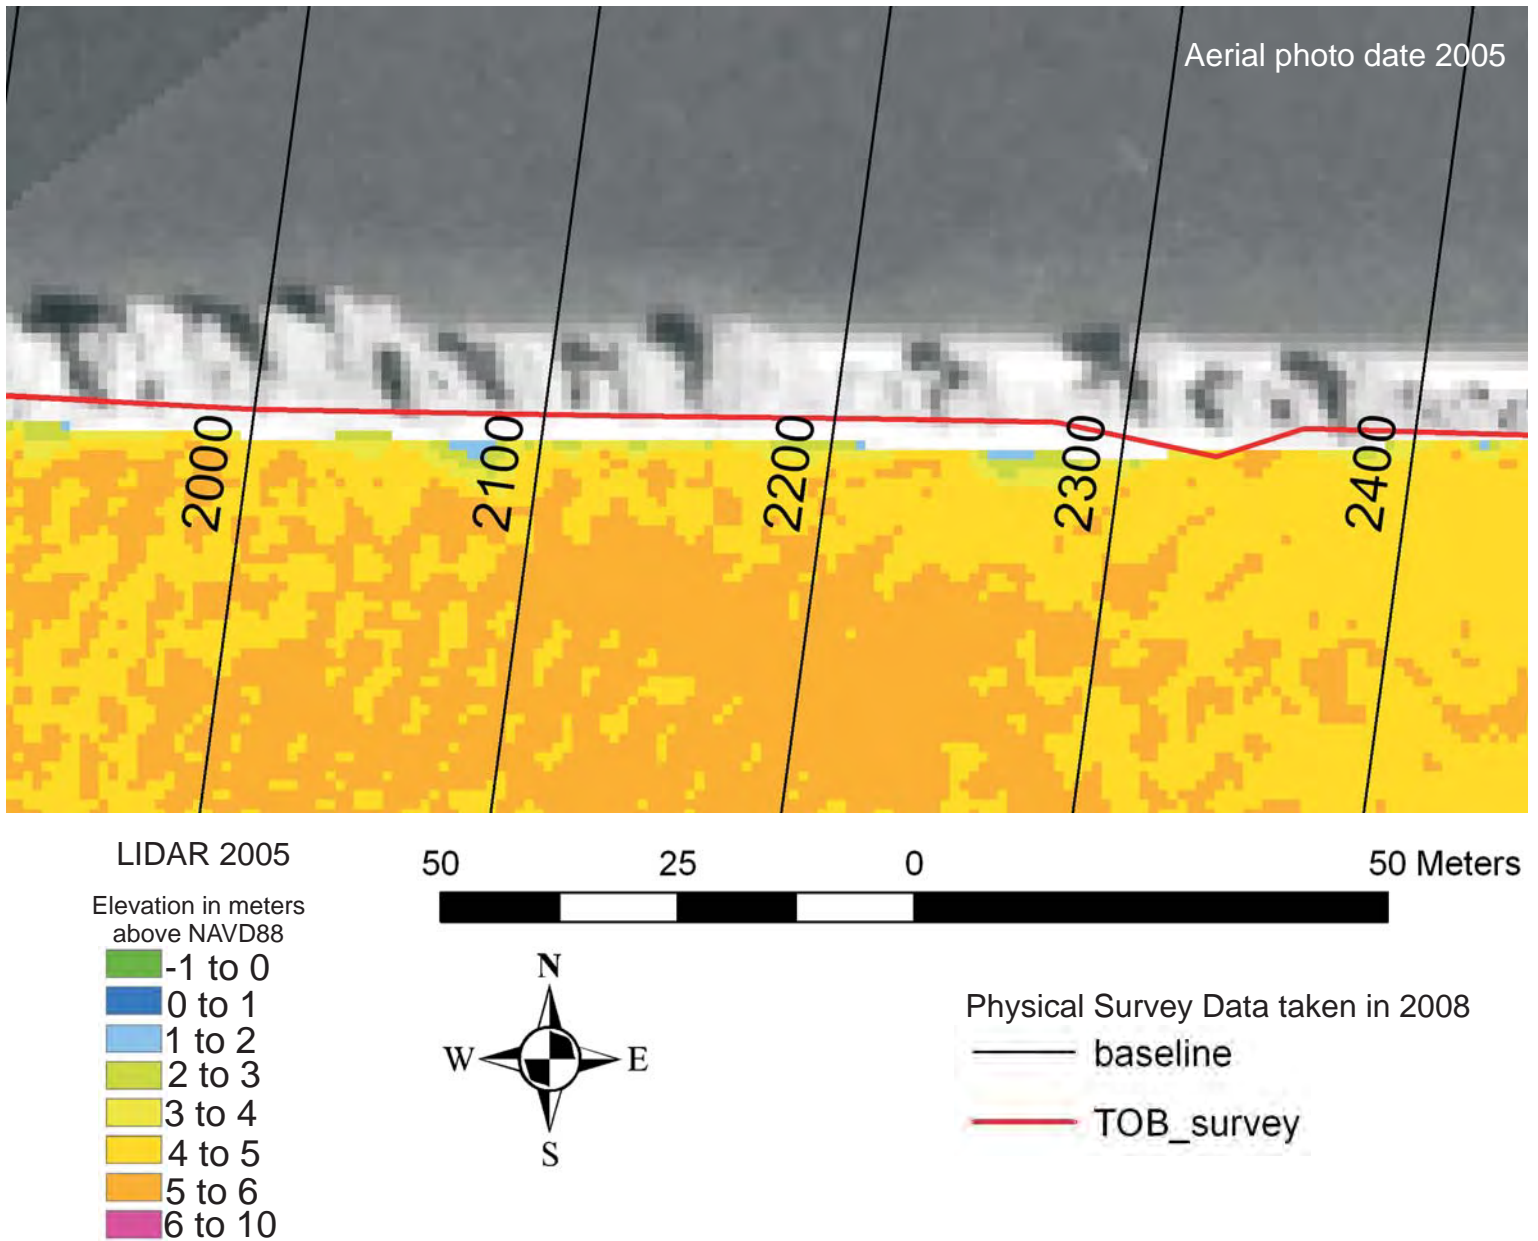 Aerial photo date 2005
2000
2100
2200
2300
2400
LIDAR 2005
Elevation in meters
above NAVD88
-1 to 0
0 to 1
1 to 2
2 to 3
3 to 4
4 to 5
5 to 6
6 to 10
50 25 0 50 Meters
N
W E
S
Physical Survey Data taken in 2008
baseline
TOB_survey